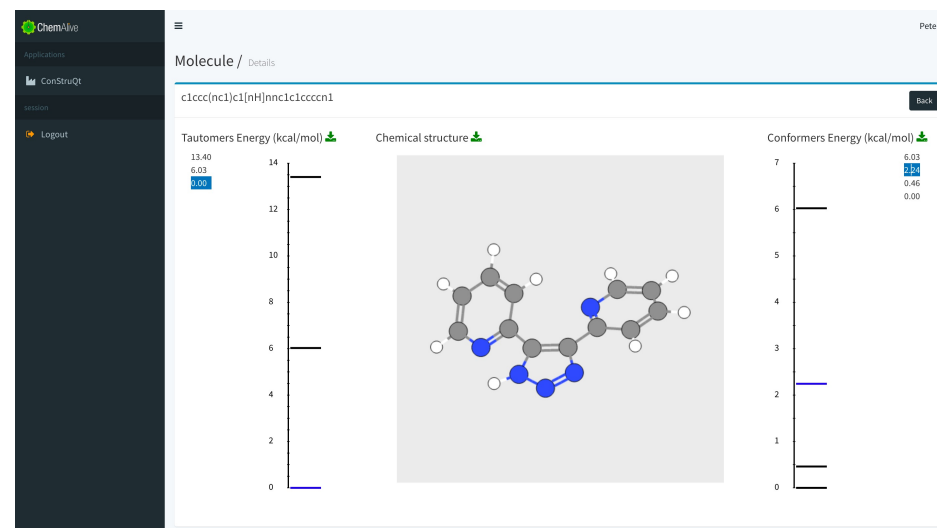 ChemAlive
Pete
Applications
Molecule / Details
ConStruQt
c1ccc(nc1)c1[nH]nnc1c1ccccn1
Back
session
Logout
Tautomers Energy (kcal/mol)
Chemical structure
Conformers Energy (kcal/mol)
13.40
6.03
0.00
14
12
10
8
6
4
2
0
7
6
5
4
3
2
1
0
6.03
2.24
0.46
0.00